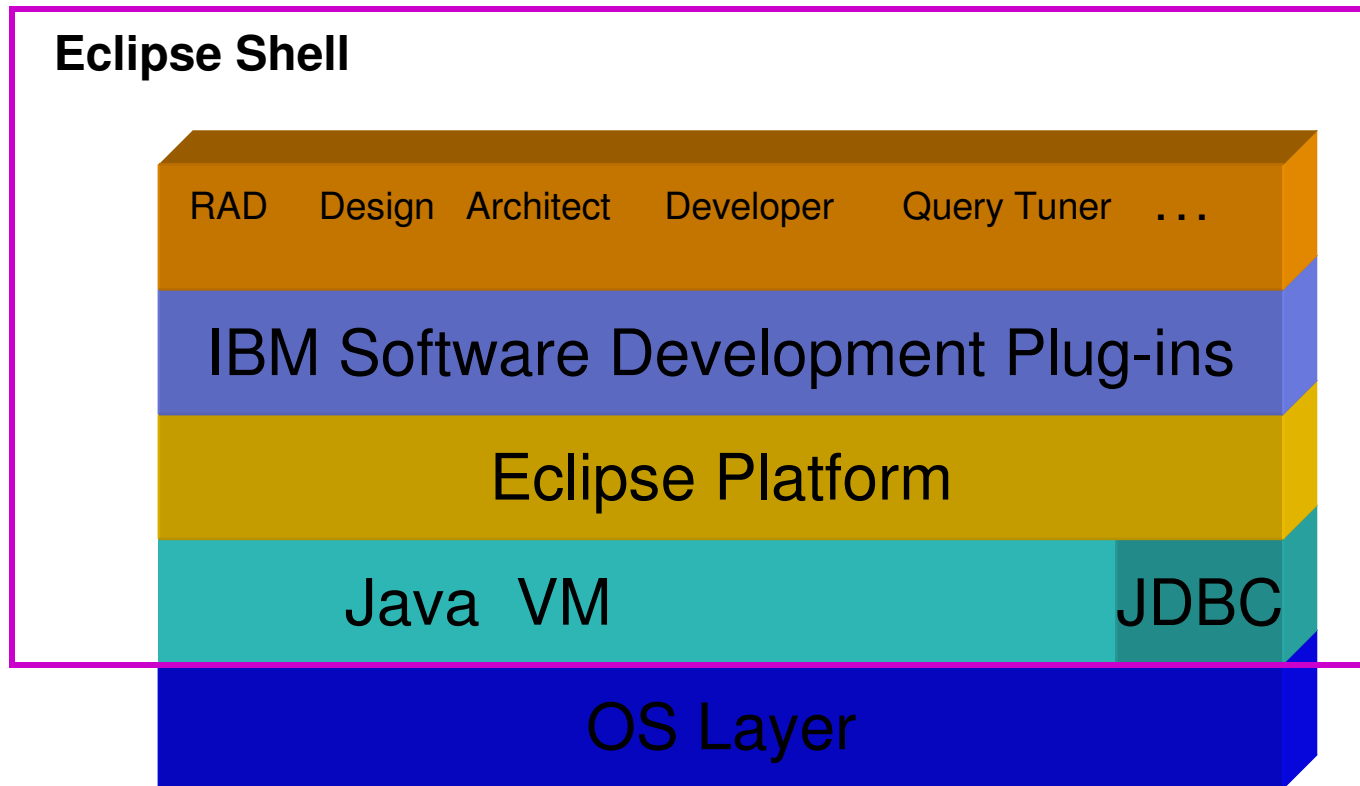 Eclipse Shell
RAD Design Architect Developer Query Tuner ...
IBM Software Development Plug-ins
Eclipse Platform
Java VM JDBC
OS Layer